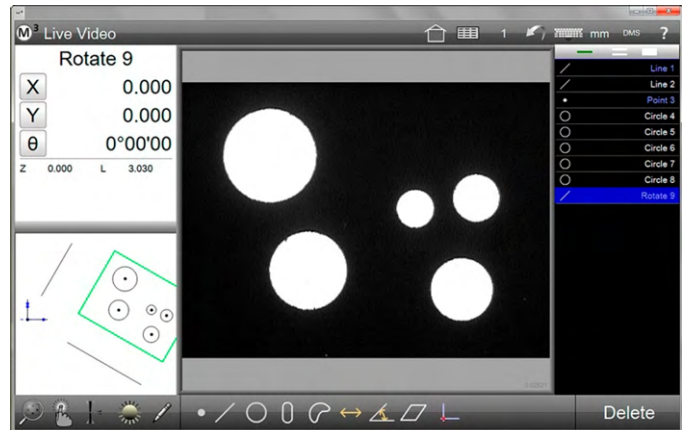 M³ Live Video
1 mm DMS ?
Rotate 9
X 0.000
Y 0.000
θ 0°00'00
Z 0.000 L 3.030
Line 1
Line 2
Point 3
Circle 4
Circle 5
Circle 6
Circle 7
Circle 8
Rotate 9
Delete